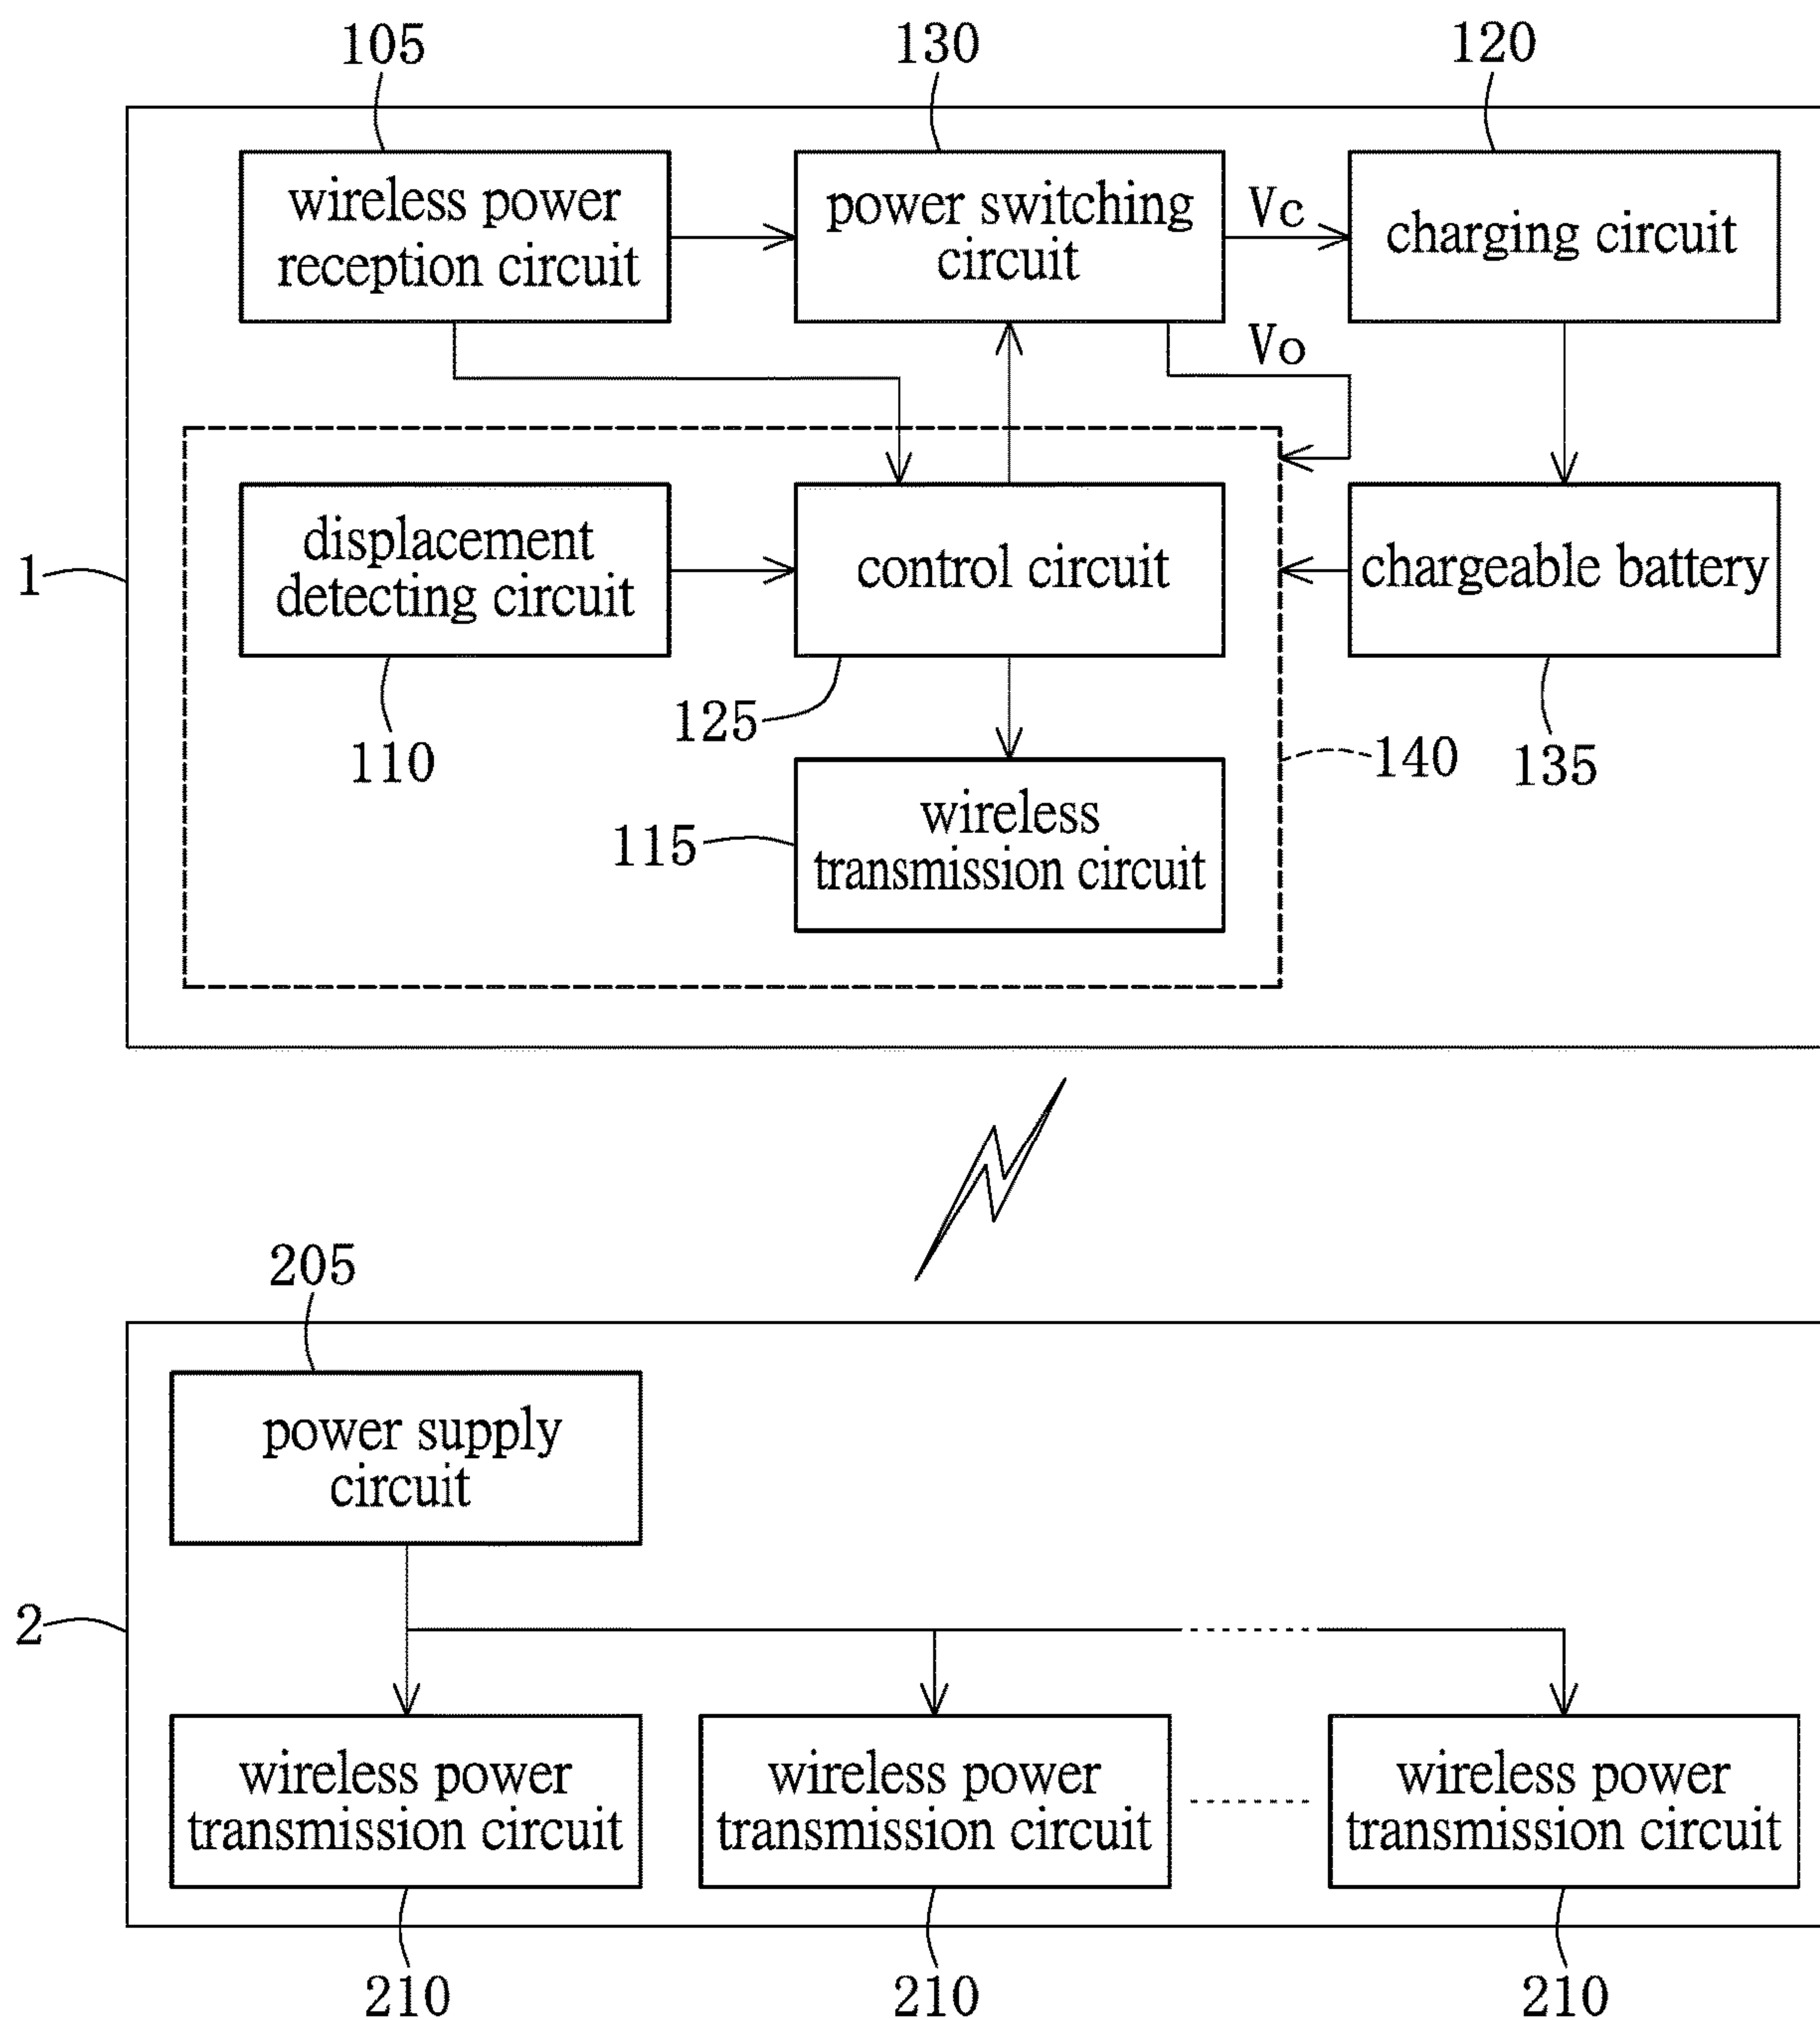 105
130
120
wireless power
reception circuit
power switching
circuit
Vc
charging circuit
Vo
1
displacement
detecting circuit
control circuit
chargeable battery
110
125
140
135
115
wireless
transmission circuit
205
power supply
circuit
2
wireless power
transmission circuit
wireless power
transmission circuit
wireless power
transmission circuit
210
210
210